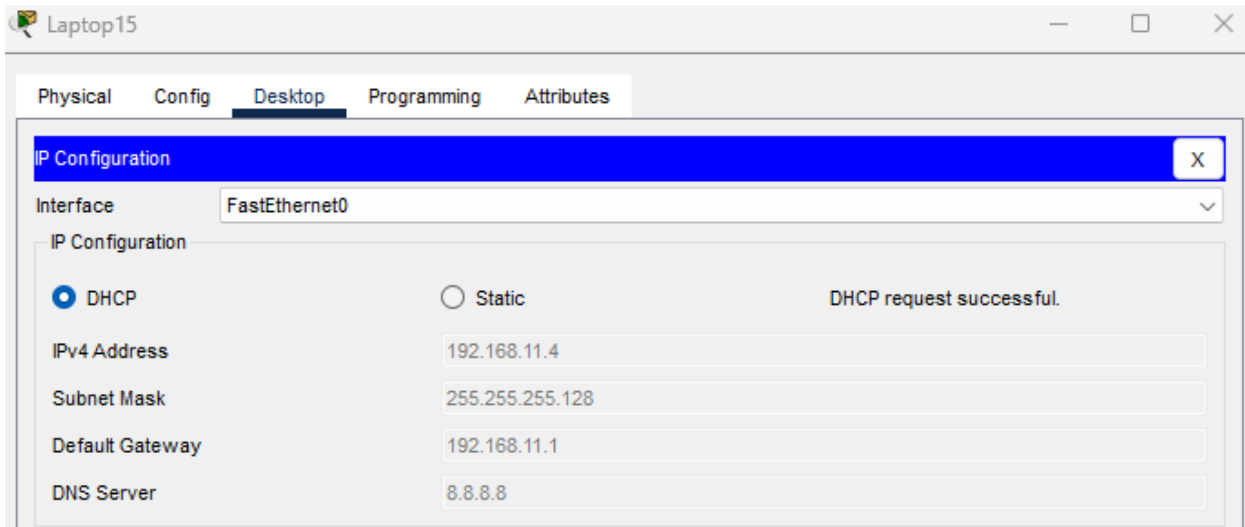 Laptop15
Physical Config Desktop Programming Attributes
IP Configuration X
Interface FastEthernet0
IP Configuration
DHCP Static DHCP request successful.
IPv4 Address 192.168.11.4
Subnet Mask 255.255.255.128
Default Gateway 192.168.11.1
DNS Server 8.8.8.8